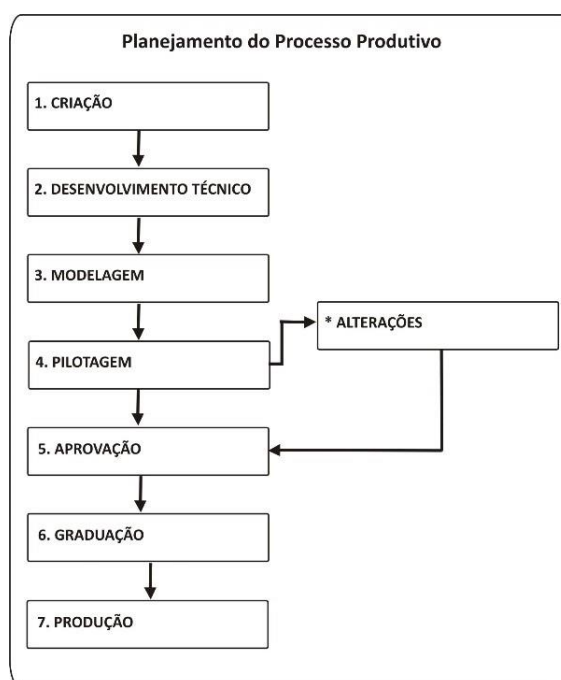 Planejamento do Processo Produtivo
1. CRIAÇÃO
2. DESENVOLVIMENTO TÉCNICO
3. MODELAGEM
* ALTERAÇÕES
4. PILOTAGEM
5. APROVAÇÃO
6. GRADUAÇÃO
7. PRODUÇÃO